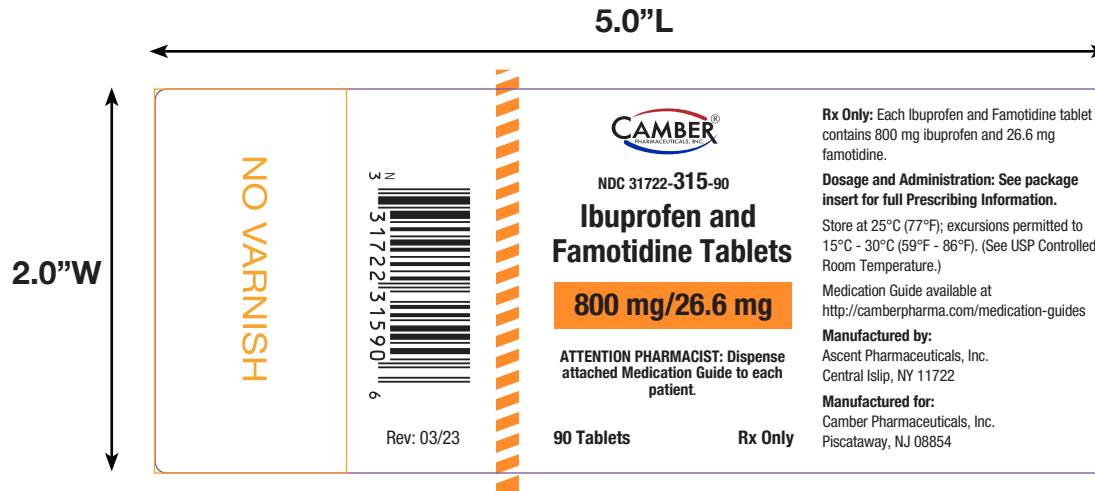 5.0”L
2.0”W
NO VARNISH
N
3
31722 31590
6
Rev: 03/23
CAMBER®
PHARMACEUTICALS, INC.
NDC 31722-315-90
Ibuprofen and
Famotidine Tablets
800 mg/26.6 mg
ATTENTION PHARMACIST: Dispense
attached Medication Guide to each
patient.
90 Tablets Rx Only
Rx Only: Each Ibuprofen and Famotidine tablet
contains 800 mg ibuprofen and 26.6 mg
famotidine.
Dosage and Administration: See package
insert for full Prescribing Information.
Store at 25°C (77°F); excursions permitted to
15°C - 30°C (59°F - 86°F). (See USP Controlled
Room Temperature.)
Medication Guide available at
http://camberpharma.com/medication-guides
Manufactured by:
Ascent Pharmaceuticals, Inc.
Central Islip, NY 11722
Manufactured for:
Camber Pharmaceuticals, Inc.
Piscataway, NJ 08854